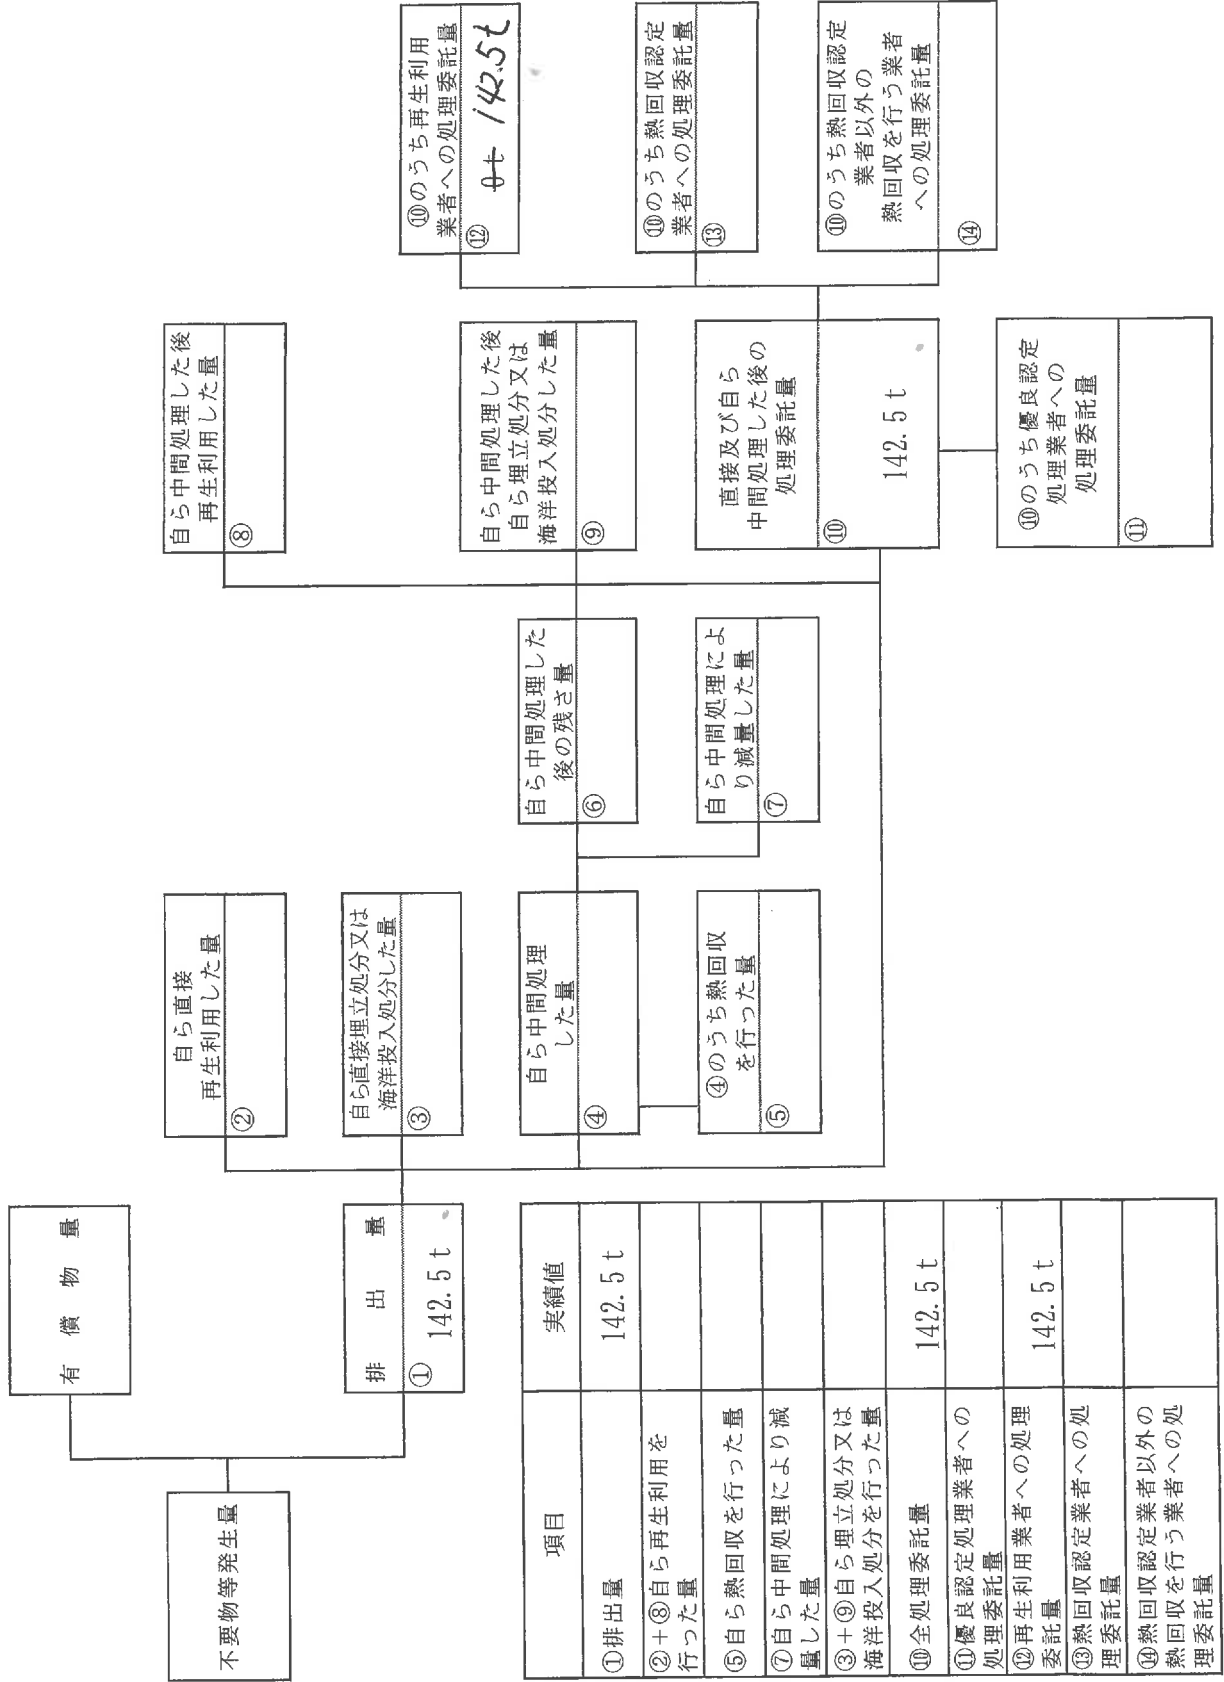 不要物等発生量
有 償 物 量
排 出 量
① 142.5t
自ら直接
再生利用した量
②
自ら直接埋立処分又は
海洋投入処分した量
③
自ら中間処理
した量
④
④のうち熱回収
を行った量
⑤
自ら中間処理した
後の残さ量
⑥
自ら中間処理によ
り減量した量
⑦
自ら中間処理した後
再生利用した量
⑧
自ら中間処理した後
自ら埋立処分又は
海洋投入処分した量
⑨
直接及び自ら
中間処理した後の
処理委託量
⑩
142.5t
⑩のうち優良認定
処理業者への
処理委託量
⑪
⑩のうち再生利用
業者への処理委託量
⑫ 0t 142.5t
⑩のうち熱回収認定
業者への処理委託量
⑬
⑩のうち熱回収認定
業者以外の
熱回収を行う業者
への処理委託量
⑭
項目 実績値
①排出量 142.5t
②+⑧自ら再生利用を
行った量
⑤自ら熱回収を行った量
⑦自ら中間処理により減
量した量
③+⑨自ら埋立処分又は
海洋投入処分を行った量
⑩全処理委託量 142.5t
⑪優良認定処理業者への
処理委託量
⑫再生利用業者への処理
委託量 142.5t
⑬熱回収認定業者への処
理委託量
⑭熱回収認定業者以外の
熱回収を行う業者への処
理委託量